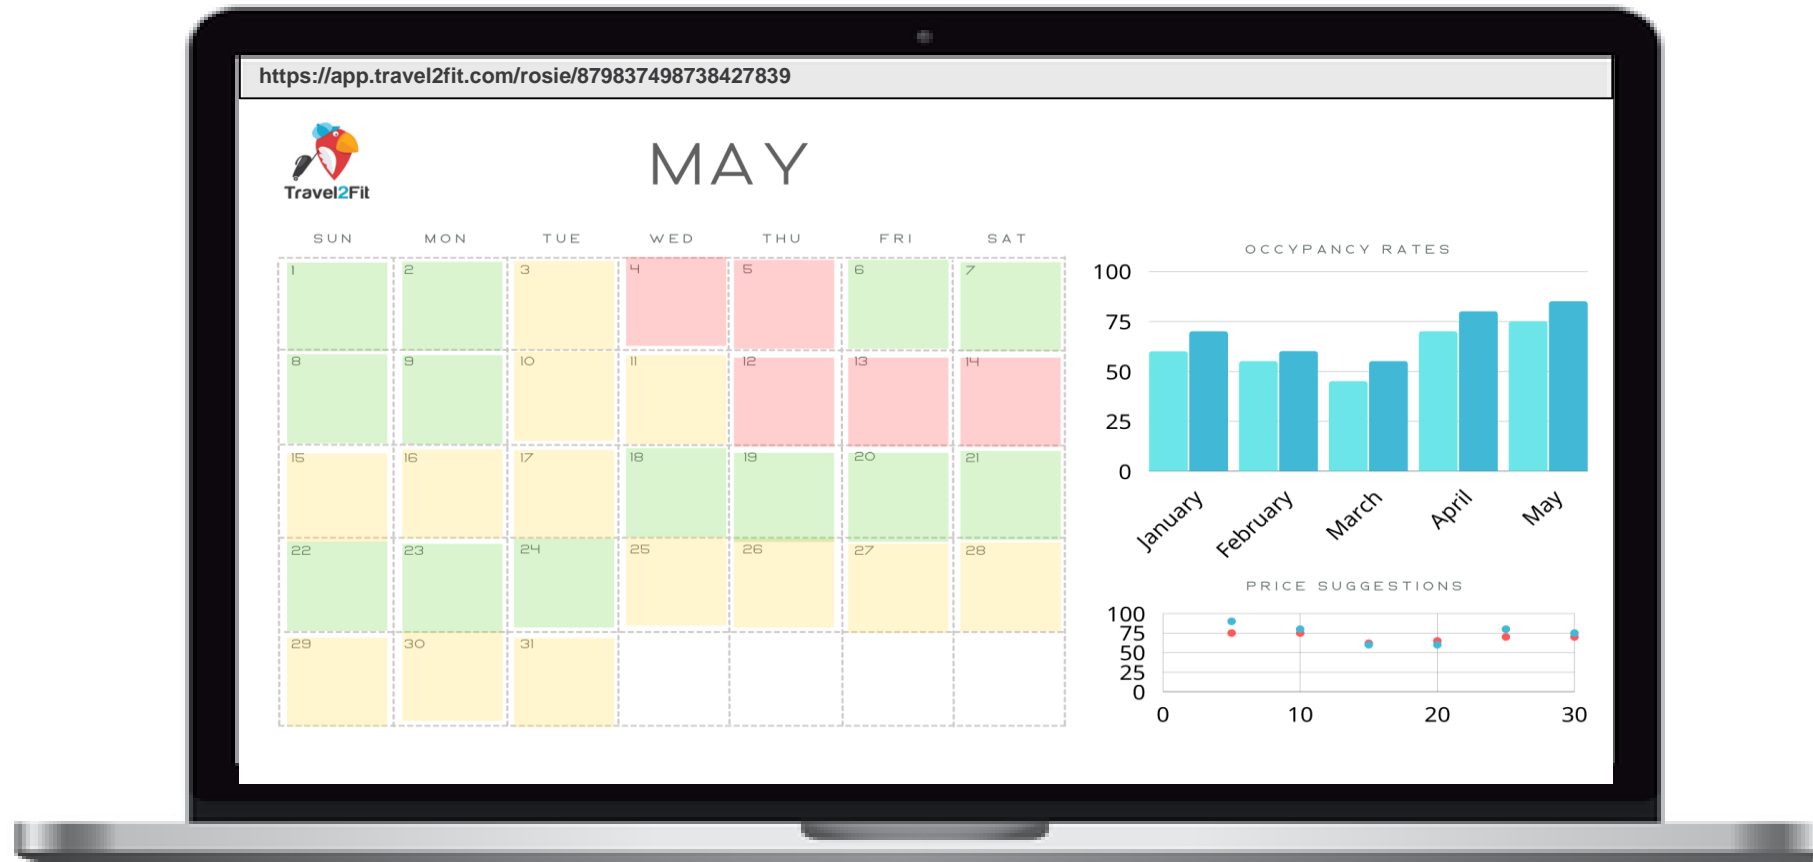 https://app.travel2fit.com/rosie/879837498738427839
Travel2Fit
MAY
SUN MON TUE WED THU FRI SAT
1 2 3 4 5 6 7
8 9 10 11 12 13 14
15 16 17 18 19 20 21
22 23 24 25 26 27 28
29 30 31
OCCYPANCY RATES
100
75
50
25
0
January February March April May
PRICE SUGGESTIONS
100
75
50
25
0
0 10 20 30